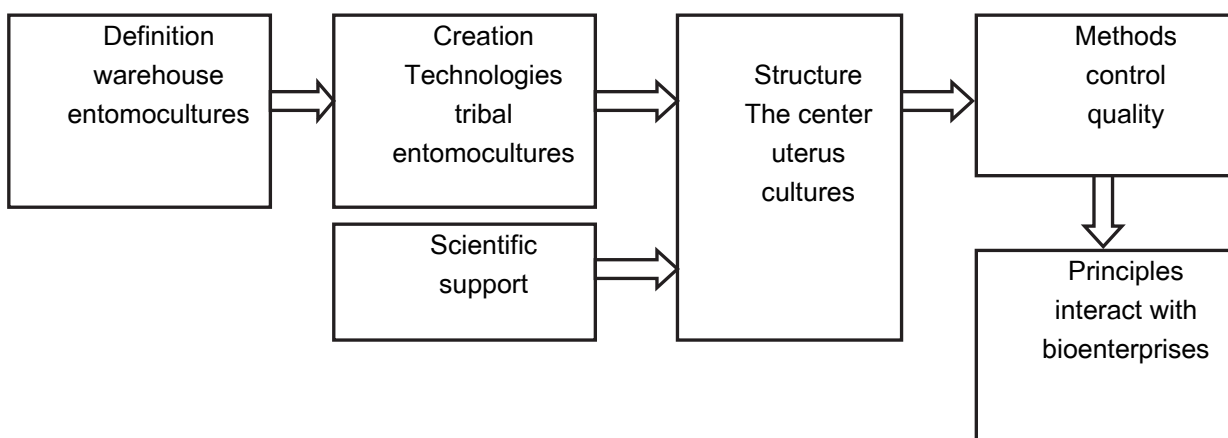 Definition
warehouse
entomocultures
Creation
Technologies
tribal
entomocultures
Scientific
support
Structure
The center
uterus
cultures
Methods
control
quality
Principles
interact with
bioenterprises